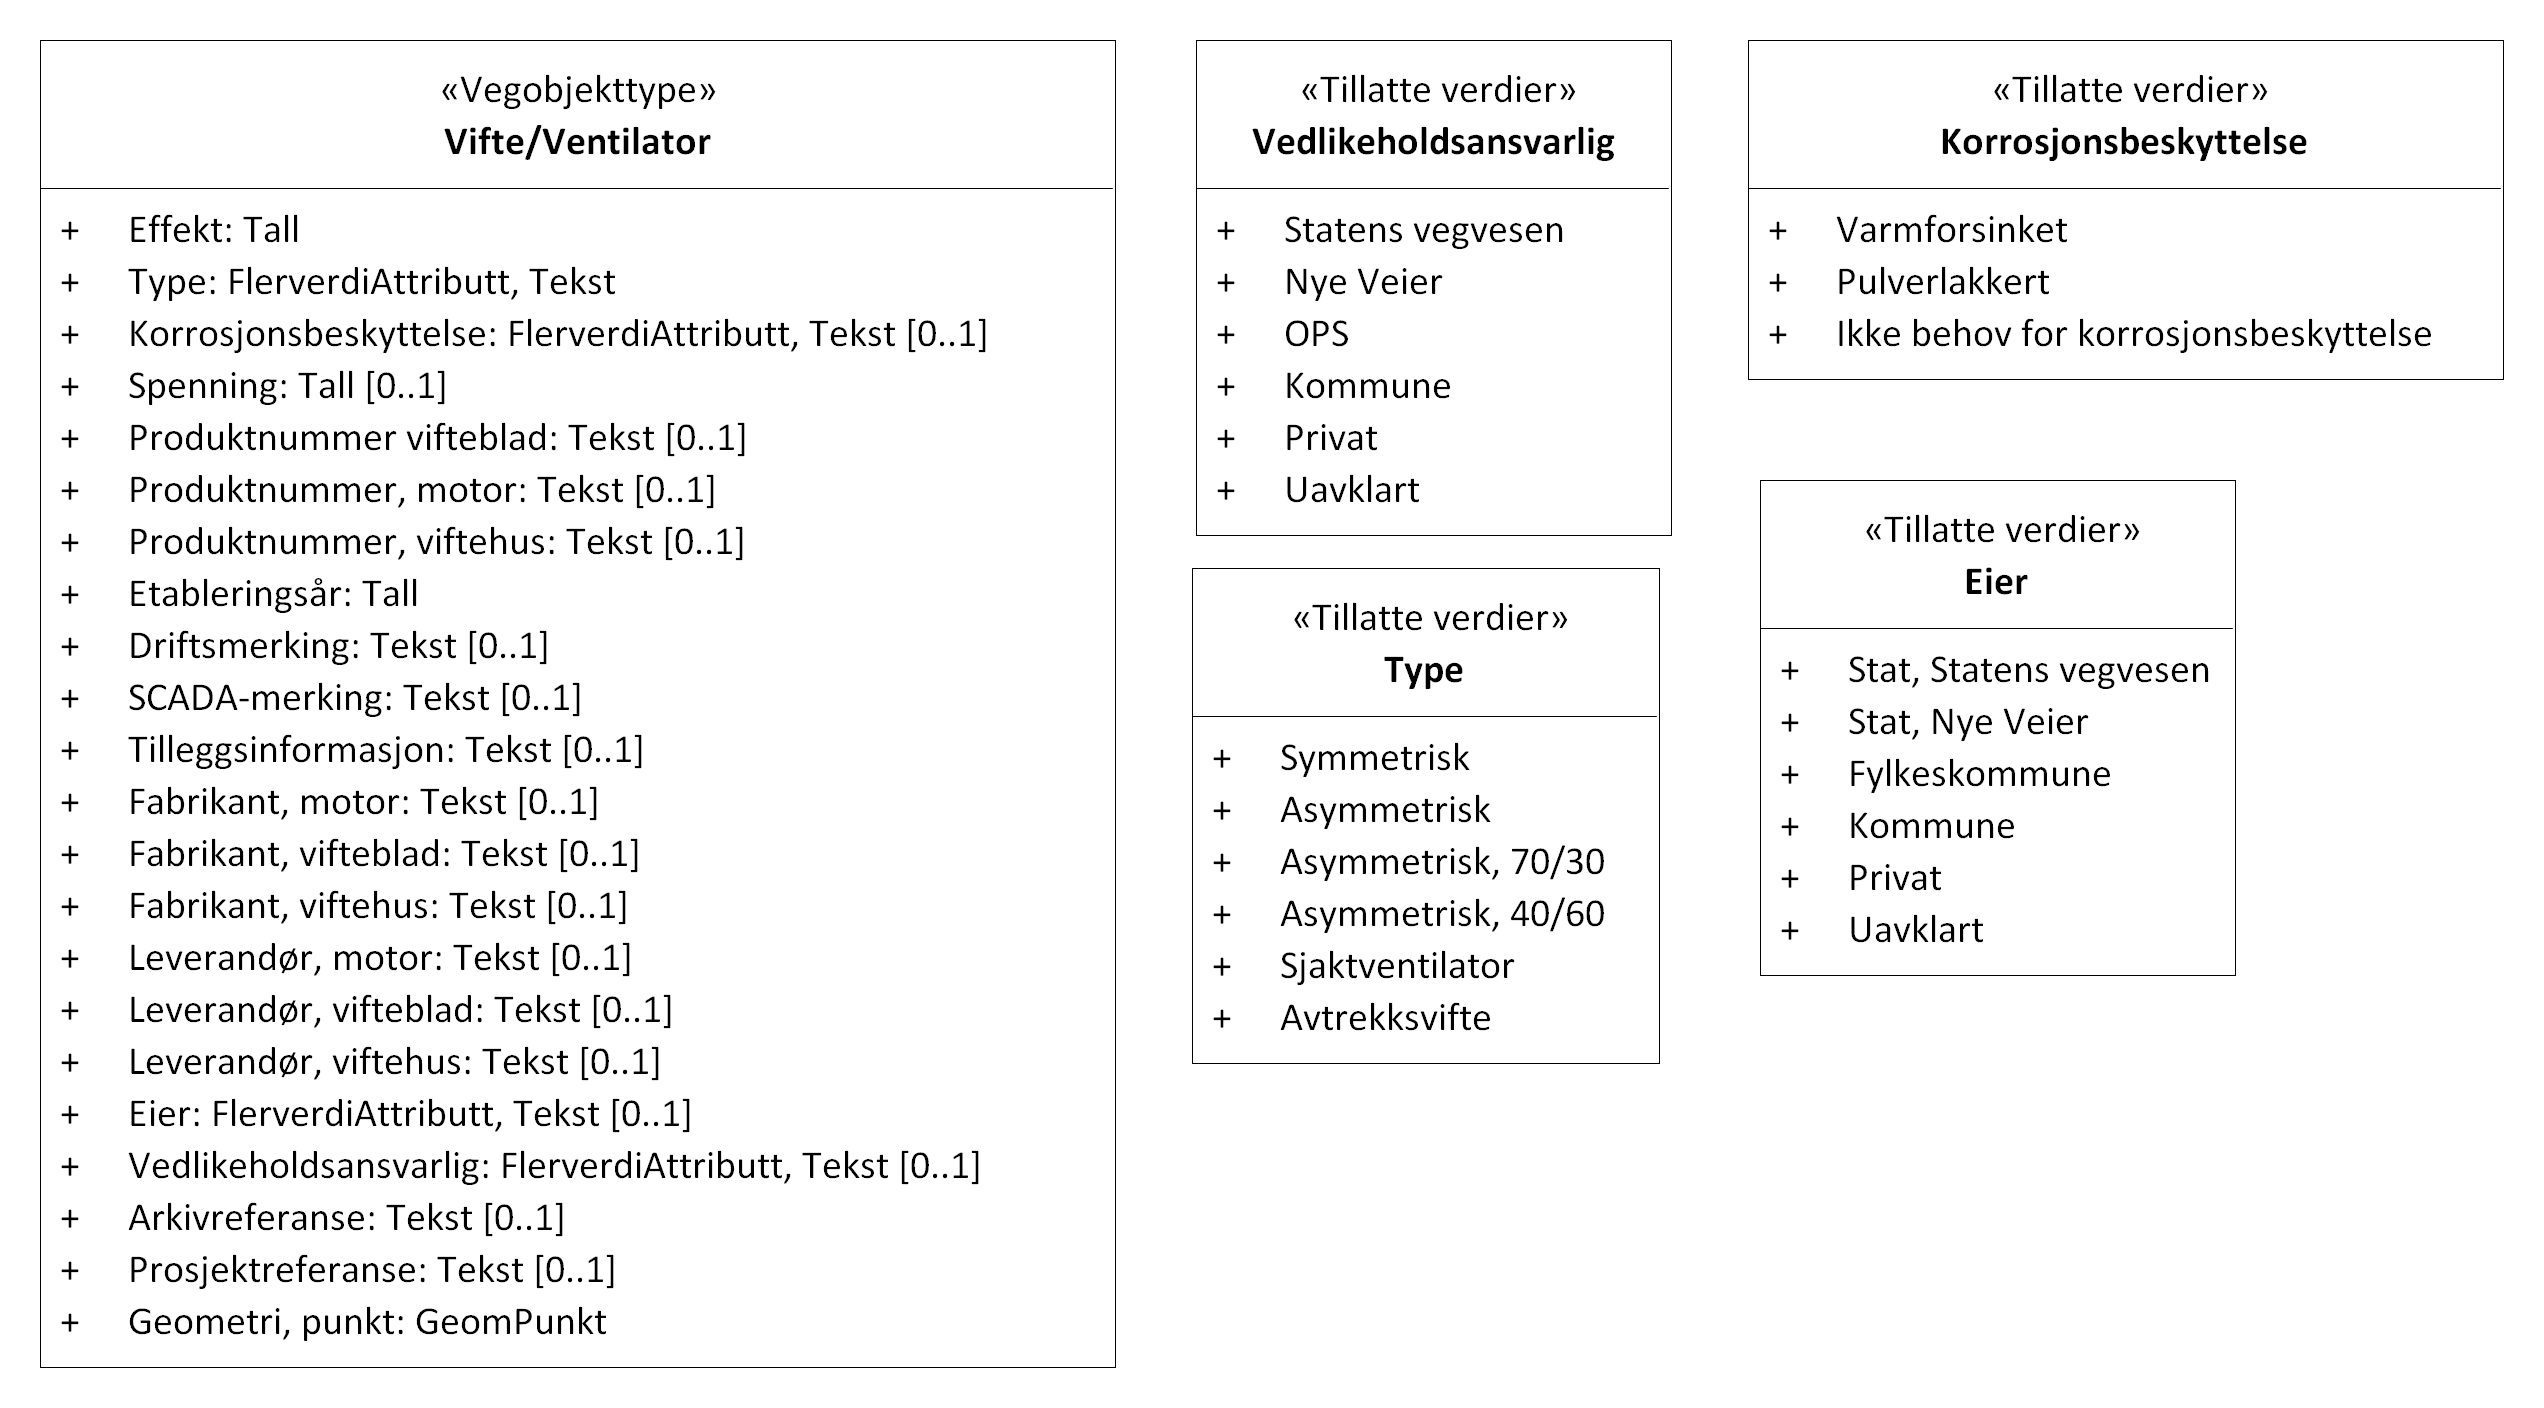 «Vegobjekttype»
Vifte/Ventilator
+ Effekt: Tall
+ Type: FlerverdiAttributt, Tekst
+ Korrosjonsbeskyttelse: FlerverdiAttributt, Tekst [0..1]
+ Spenning: Tall [0..1]
+ Produktnummer vifteblad: Tekst [0..1]
+ Produktnummer, motor: Tekst [0..1]
+ Produktnummer, viftehus: Tekst [0..1]
+ Etableringsår: Tall
+ Driftsmerking: Tekst [0..1]
+ SCADA-merking: Tekst [0..1]
+ Tilleggsinformasjon: Tekst [0..1]
+ Fabrikant, motor: Tekst [0..1]
+ Fabrikant, vifteblad: Tekst [0..1]
+ Fabrikant, viftehus: Tekst [0..1]
+ Leverandør, motor: Tekst [0..1]
+ Leverandør, vifteblad: Tekst [0..1]
+ Leverandør, viftehus: Tekst [0..1]
+ Eier: FlerverdiAttributt, Tekst [0..1]
+ Vedlikeholdsansvarlig: FlerverdiAttributt, Tekst [0..1]
+ Arkivreferanse: Tekst [0..1]
+ Prosjektreferanse: Tekst [0..1]
+ Geometri, punkt: GeomPunkt
«Tillatte verdier»
Vedlikeholdsansvarlig
+ Statens vegvesen
+ Nye Veier
+ OPS
+ Kommune
+ Privat
+ Uavklart
«Tillatte verdier»
Type
+ Symmetrisk
+ Asymmetrisk
+ Asymmetrisk, 70/30
+ Asymmetrisk, 40/60
+ Sjaktventilator
+ Avtrekksvifte
«Tillatte verdier»
Korrosjonsbeskyttelse
+ Varmforsinket
+ Pulverlakkert
+ Ikke behov for korrosjonsbeskyttelse
«Tillatte verdier»
Eier
+ Stat, Statens vegvesen
+ Stat, Nye Veier
+ Fylkeskommune
+ Kommune
+ Privat
+ Uavklart